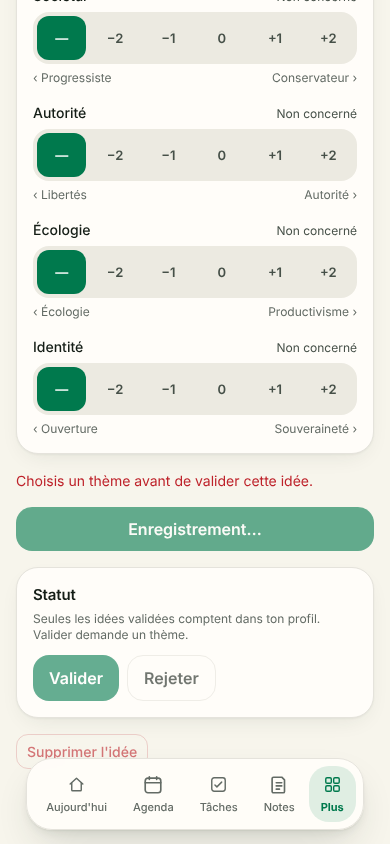 Non concerné
— −2 −1 0 +1 +2
‹ Progressiste Conservateur ›
Autorité Non concerné
— −2 −1 0 +1 +2
‹ Libertés Autorité ›
Écologie Non concerné
— −2 −1 0 +1 +2
‹ Écologie Productivisme ›
Identité Non concerné
— −2 −1 0 +1 +2
‹ Ouverture Souveraineté ›
Choisis un thème avant de valider cette idée.
Enregistrement…
Statut
Seules les idées validées comptent dans ton profil.
Valider demande un thème.
Valider Rejeter
Supprimer l'idée
Aujourd'hui Agenda Tâches Notes Plus